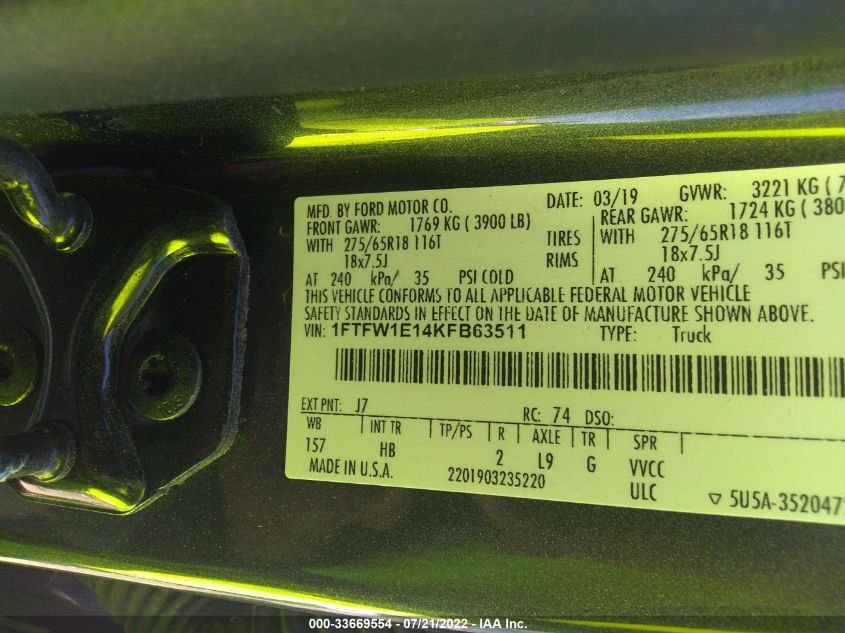 MFD. BY FORD MOTOR CO.
DATE: 03/19 GVWR: 3221 KG ( 7
FRONT GAWR: 1769 KG ( 3900 LB)
REAR GAWR: 1724 KG ( 380
WITH 275/65R18 116T TIRES WITH 275/65R18 116T
18x7.5J RIMS 18x7.5J
AT 240 kPa/ 35 PSI COLD AT 240 kPa/ 35 PSI
THIS VEHICLE CONFORMS TO ALL APPLICABLE FEDERAL MOTOR VEHICLE
SAFETY STANDARDS IN EFFECT ON THE DATE OF MANUFACTURE SHOWN ABOVE.
VIN: 1FTFW1E14KFB63511 TYPE: Truck
EXT PNT: J7 RC: 74 DSO:
WB INT TR TP/PS R AXLE TR SPR
157 HB 2 L9 G VVCC
MADE IN U.S.A. 2201903235220 ULC
▽ 5U5A-352047
000-33669554 - 07/21/2022 - IAA Inc.